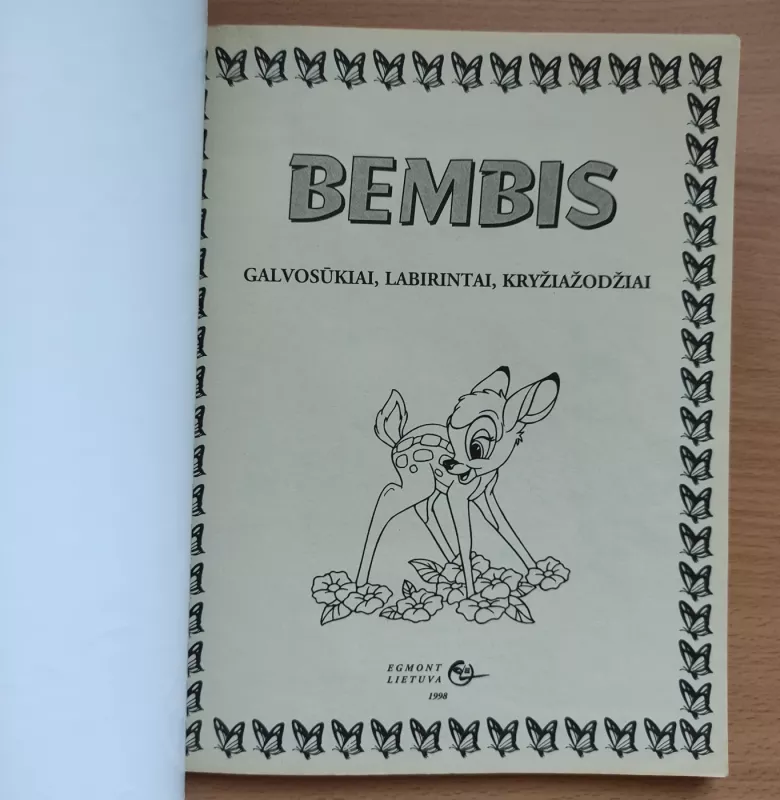 BEMBIS
GALVOSŪKIAI, LABIRINTAI, KRYŽIAŽODŽIAI
EGMONT
LIETUVA
1998